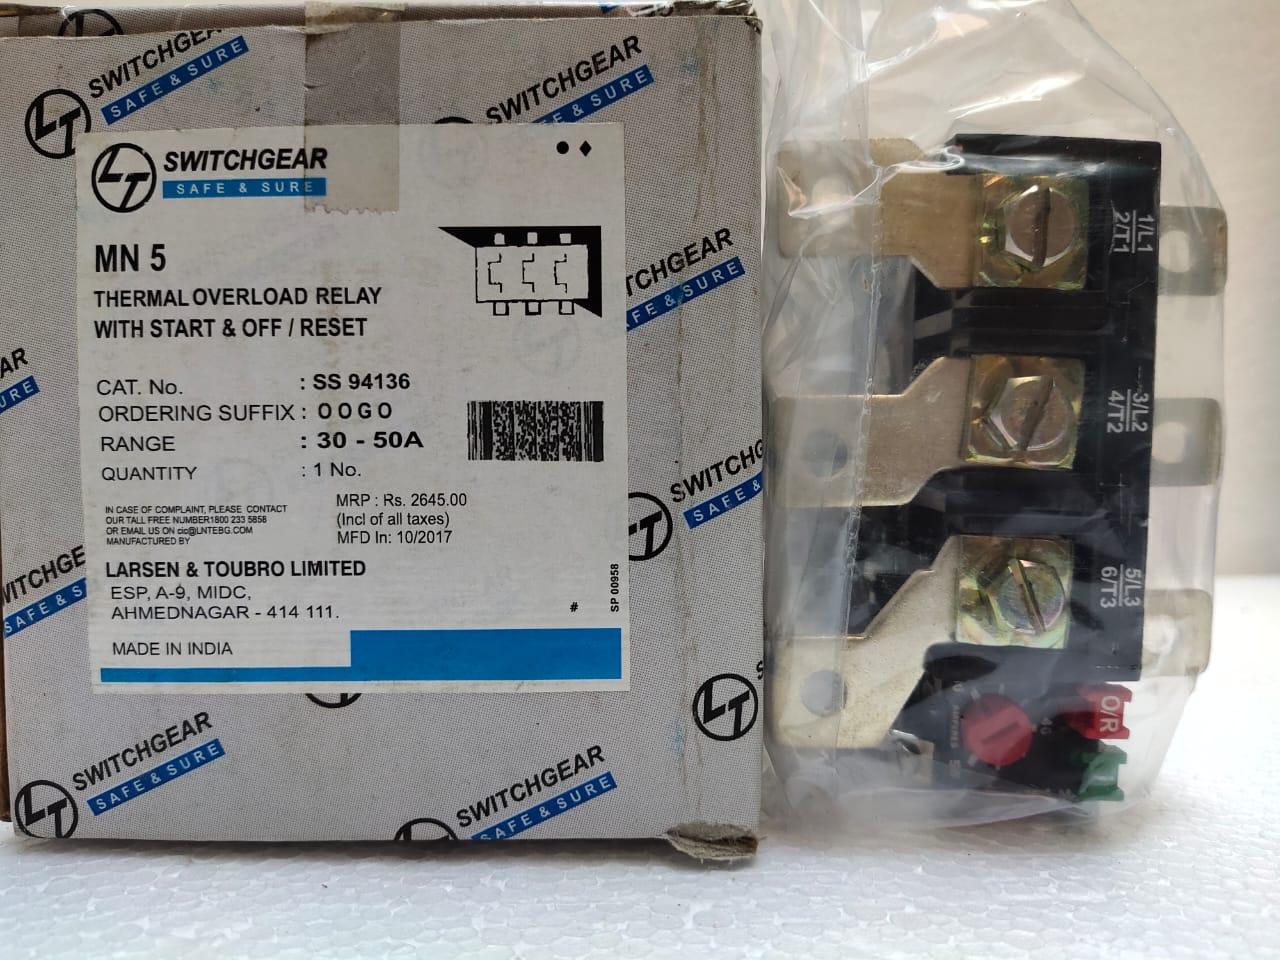 SWITCHGEAR
SAFE & SURE
SWITCHGEAR
SAFE & SURE
LT SWITCHGEAR
SAFE & SURE
MN 5
THERMAL OVERLOAD RELAY
WITH START & OFF / RESET
CAT. No. : SS 94136
ORDERING SUFFIX : OOGO
RANGE : 30 - 50A
QUANTITY : 1 No.
IN CASE OF COMPLAINT, PLEASE CONTACT
OUR TALL FREE NUMBER1800 233 5858
OR EMAIL US ON cic@LNTEBG.COM
MANUFACTURED BY
MRP : Rs. 2645.00
(Incl of all taxes)
MFD In: 10/2017
LARSEN & TOUBRO LIMITED
ESP, A-9, MIDC,
AHMEDNAGAR - 414 111.
#
SP 00958
MADE IN INDIA
SWITCHGEAR
SAFE & SURE
SWITCHGEAR
SAFE & SURE
1/L1
2/T1
3/L2
4/T2
5/L3
6/T3
O/R